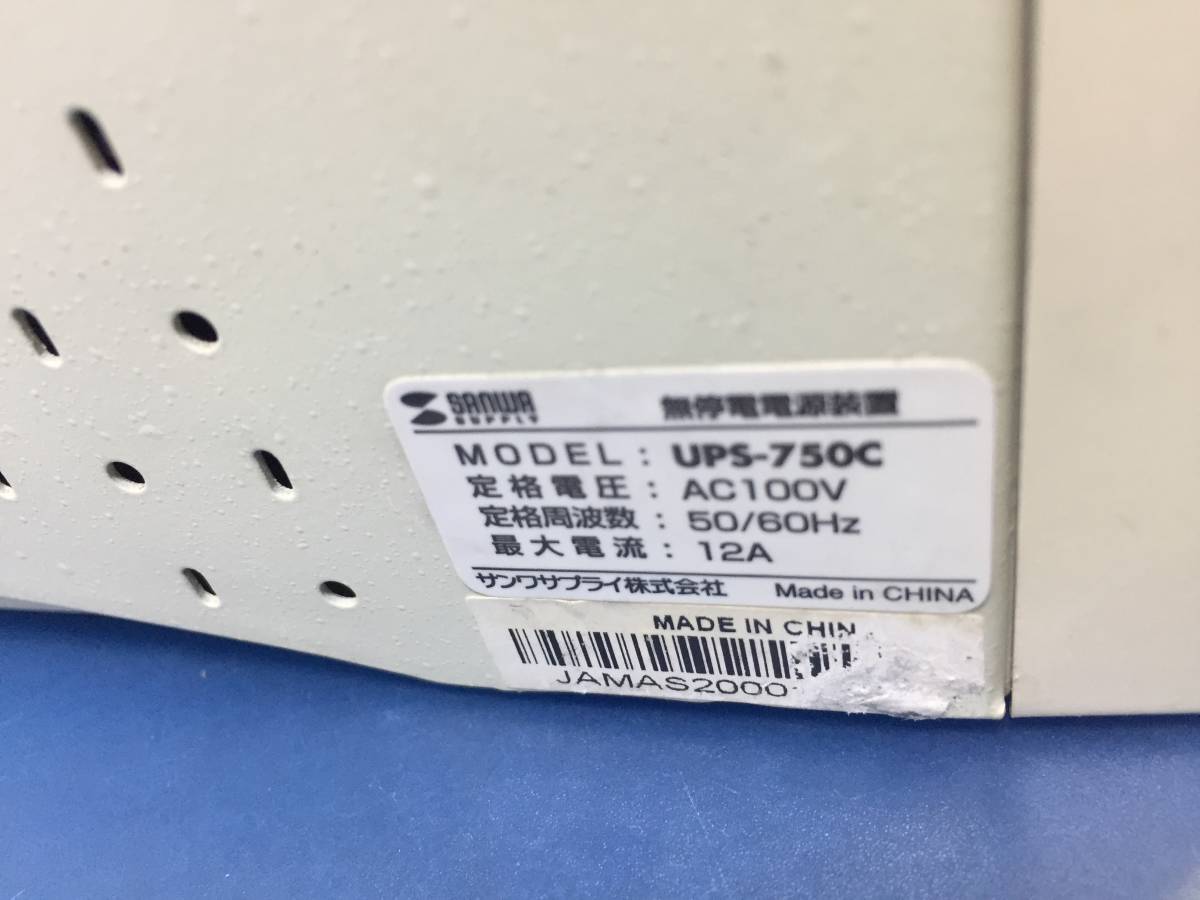 SANWA SUPPLY 無停電電源装置
MODEL : UPS-750C
定格電圧 : AC100V
定格周波数 : 50/60Hz
最大電流 : 12A
サンワサプライ株式会社 Made in CHINA
MADE IN CHIN
JAMAS2000